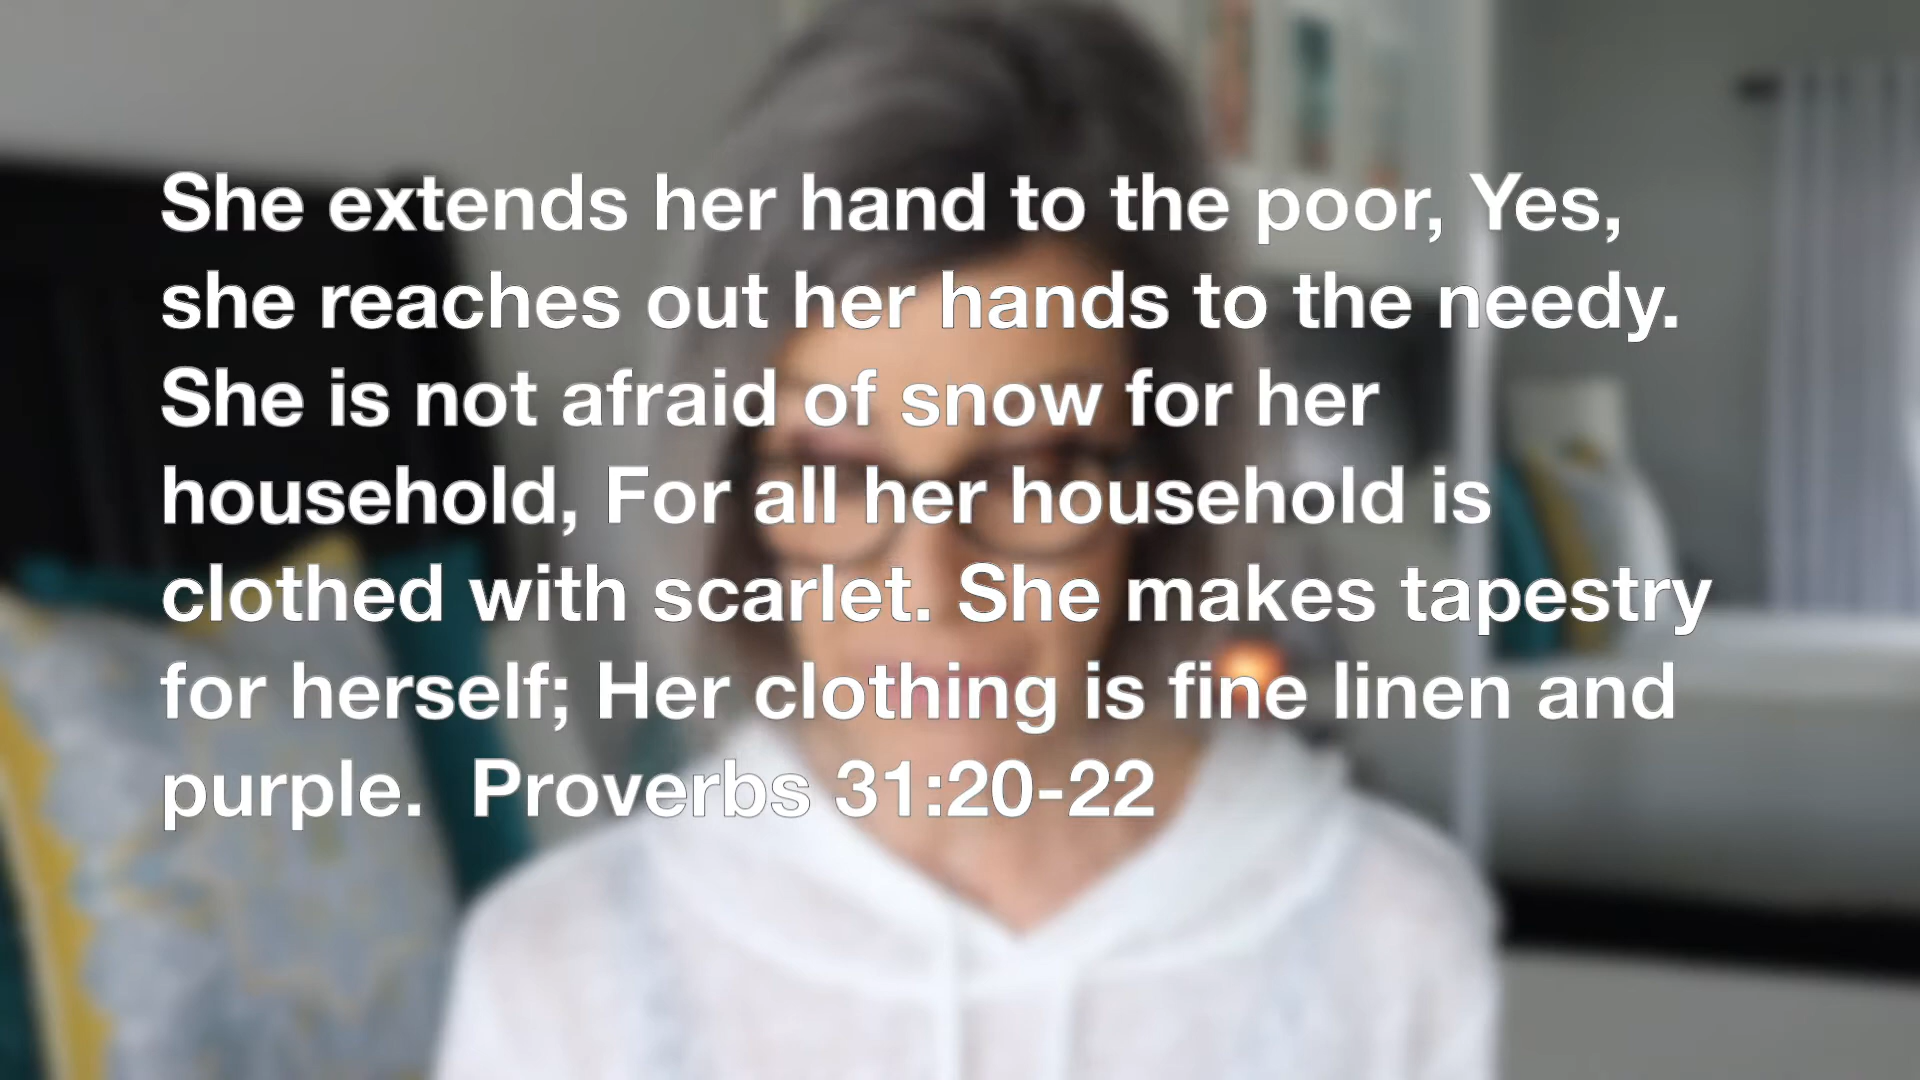 She extends her hand to the poor, Yes,
she reaches out her hands to the needy.
She is not afraid of snow for her
household, For all her household is
clothed with scarlet. She makes tapestry
for herself; Her clothing is fine linen and
purple.  Proverbs 31:20-22